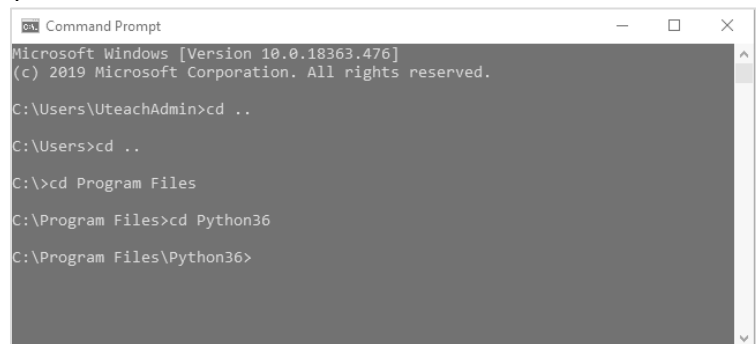 Command Prompt
Microsoft Windows [Version 10.0.18363.476]
(c) 2019 Microsoft Corporation. All rights reserved.
C:\Users\UteachAdmin>cd ..
C:\Users>cd ..
C:\>cd Program Files
C:\Program Files>cd Python36
C:\Program Files\Python36>